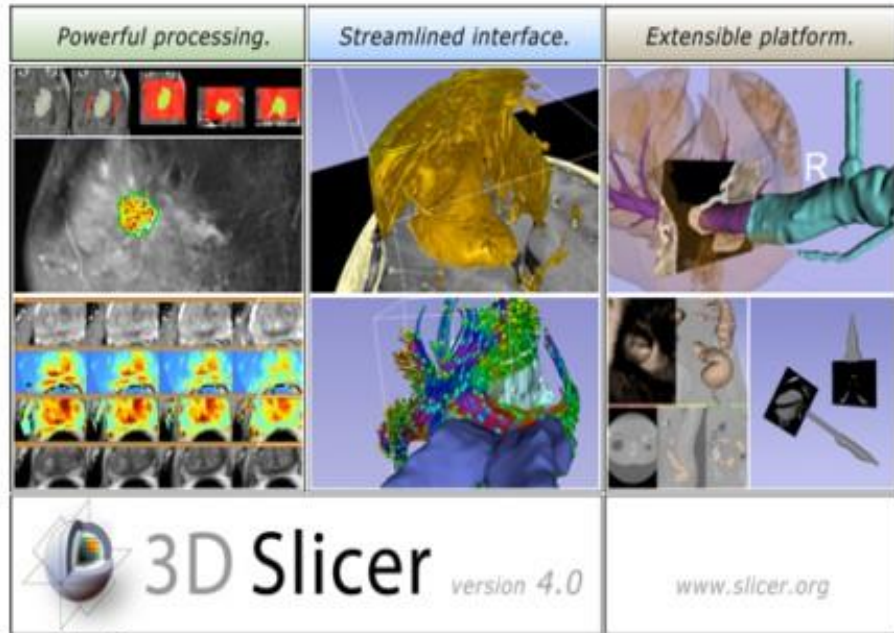 Powerful processing.
Streamlined interface.
Extensible platform.
R
3D Slicer version 4.0
www.slicer.org